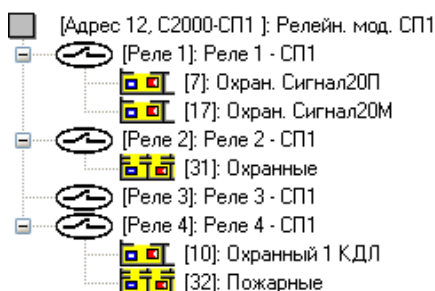 [Адрес 12, С2000-СП1 ]: Релейн. мод. СП1
[Реле 1]: Реле 1 - СП1
[7]: Охран. Сигнал20П
[17]: Охран. Сигнал20М
[Реле 2]: Реле 2 - СП1
[31]: Охранные
[Реле 3]: Реле 3 - СП1
[Реле 4]: Реле 4 - СП1
[10]: Охранный 1 КДЛ
[32]: Пожарные